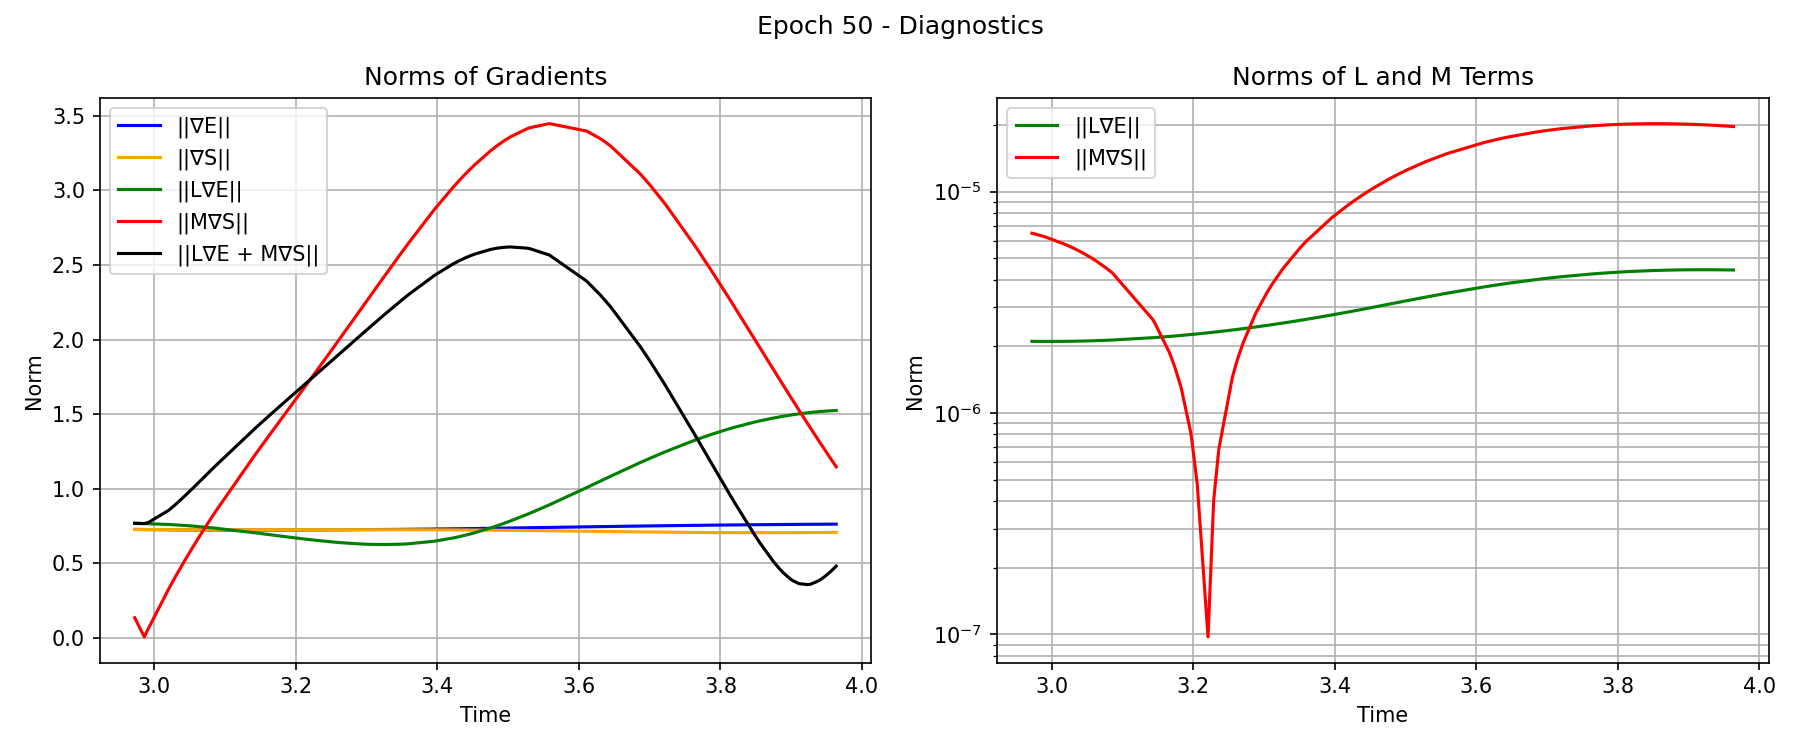 Epoch 50 - Diagnostics
Norms of Gradients
||∇E||
||∇S||
||L∇E||
||M∇S||
||L∇E + M∇S||
3.5
3.0
2.5
2.0
1.5
1.0
0.5
0.0
Norm
3.0 3.2 3.4 3.6 3.8 4.0
Time
Norms of L and M Terms
||L∇E||
||M∇S||
10⁻⁵
10⁻⁶
10⁻⁷
Norm
3.0 3.2 3.4 3.6 3.8 4.0
Time